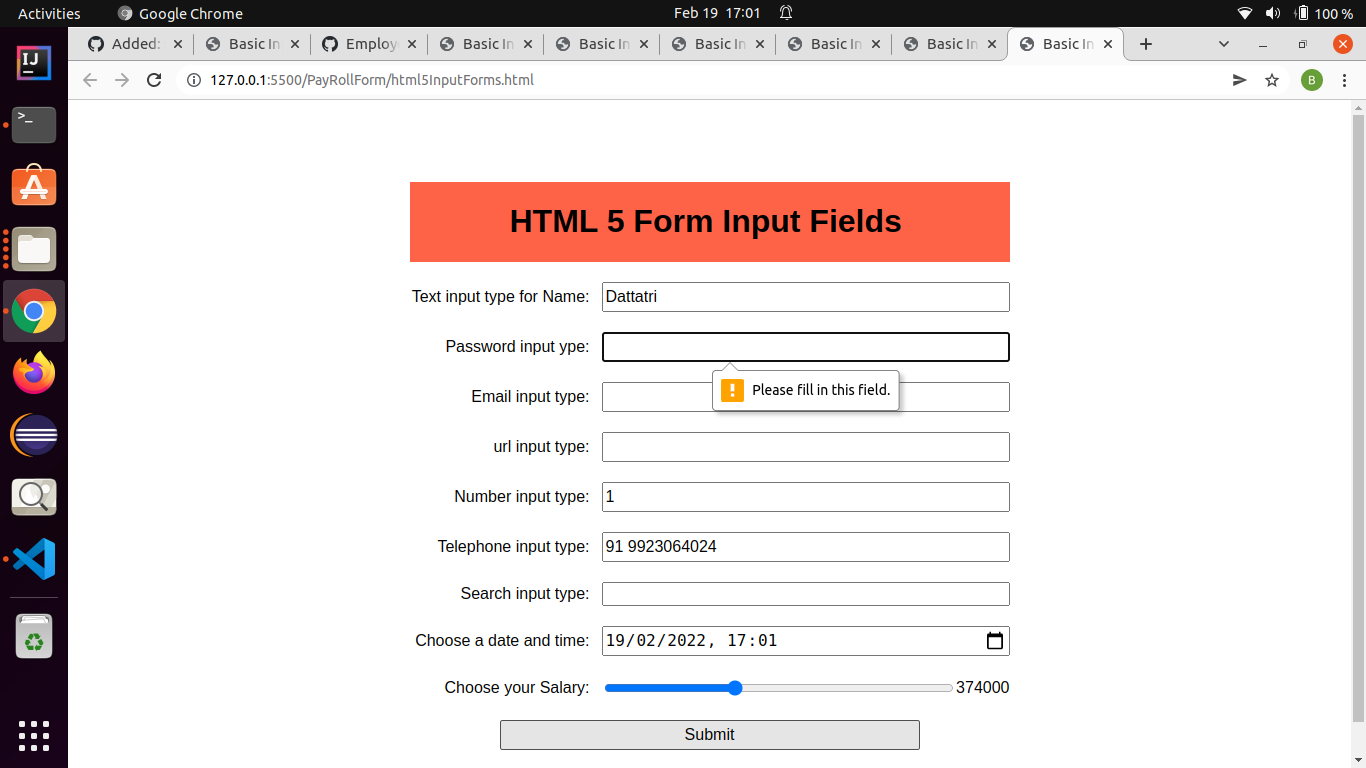 Activities Google Chrome Feb 19 17:01 100 %
Added: Basic In Employ Basic In Basic In Basic In Basic In Basic In Basic In
127.0.0.1:5500/PayRollForm/html5InputForms.html B
HTML 5 Form Input Fields
Text input type for Name: Dattatri
Password input ype:
Please fill in this field.
Email input type:
url input type:
Number input type: 1
Telephone input type: 91 9923064024
Search input type:
Choose a date and time: 19/02/2022, 17:01
Choose your Salary: 374000
Submit